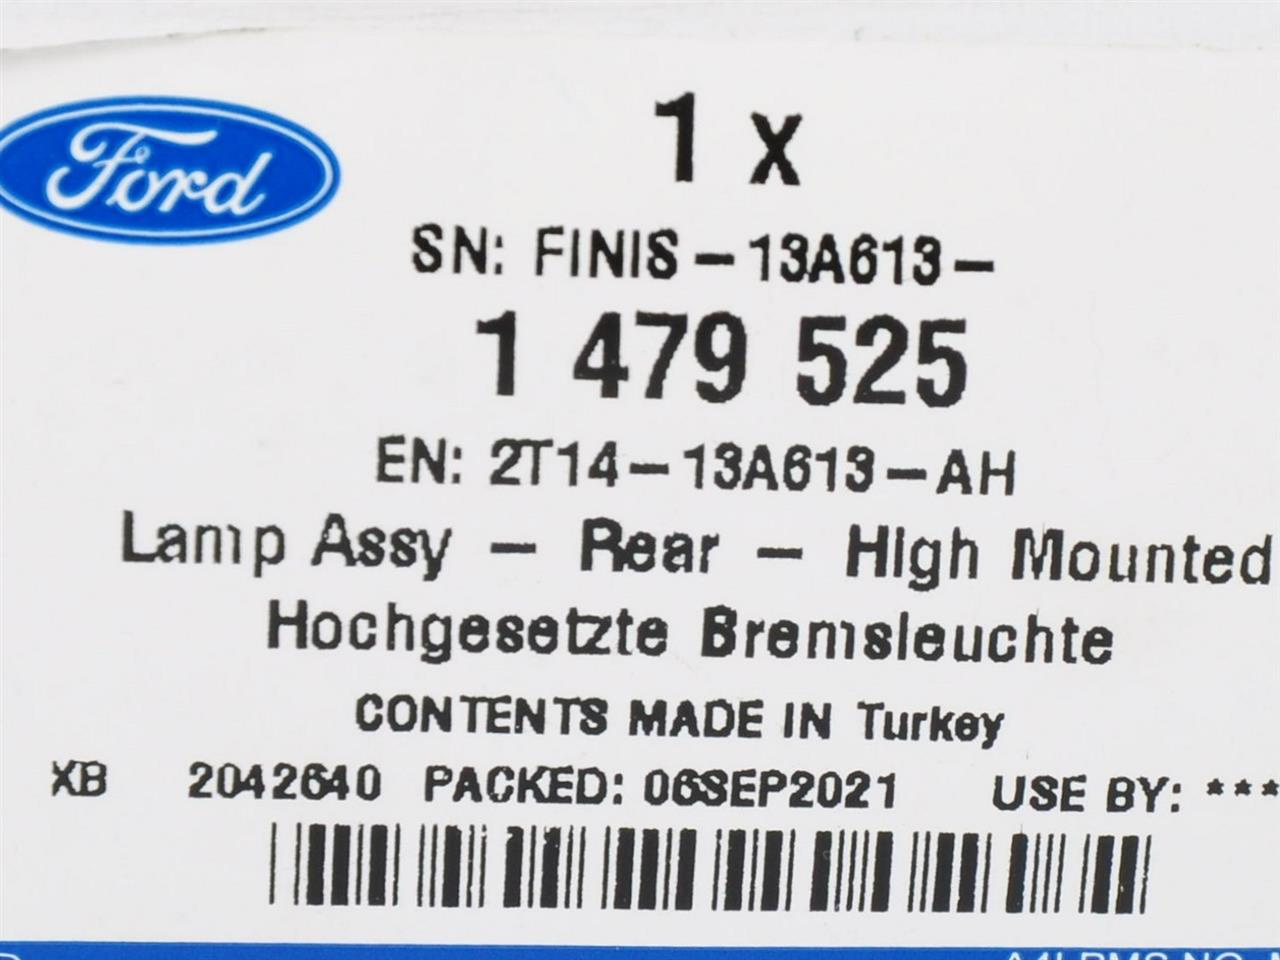 Ford
1 x
SN: FINIS-13A613-
1 479 525
EN: 2T14-13A613-AH
Lamp Assy - Rear - High Mounted
Hochgesetzte Bremsleuchte
CONTENTS MADE IN Turkey
XB 2042640 PACKED: 06SEP2021 USE BY: ***